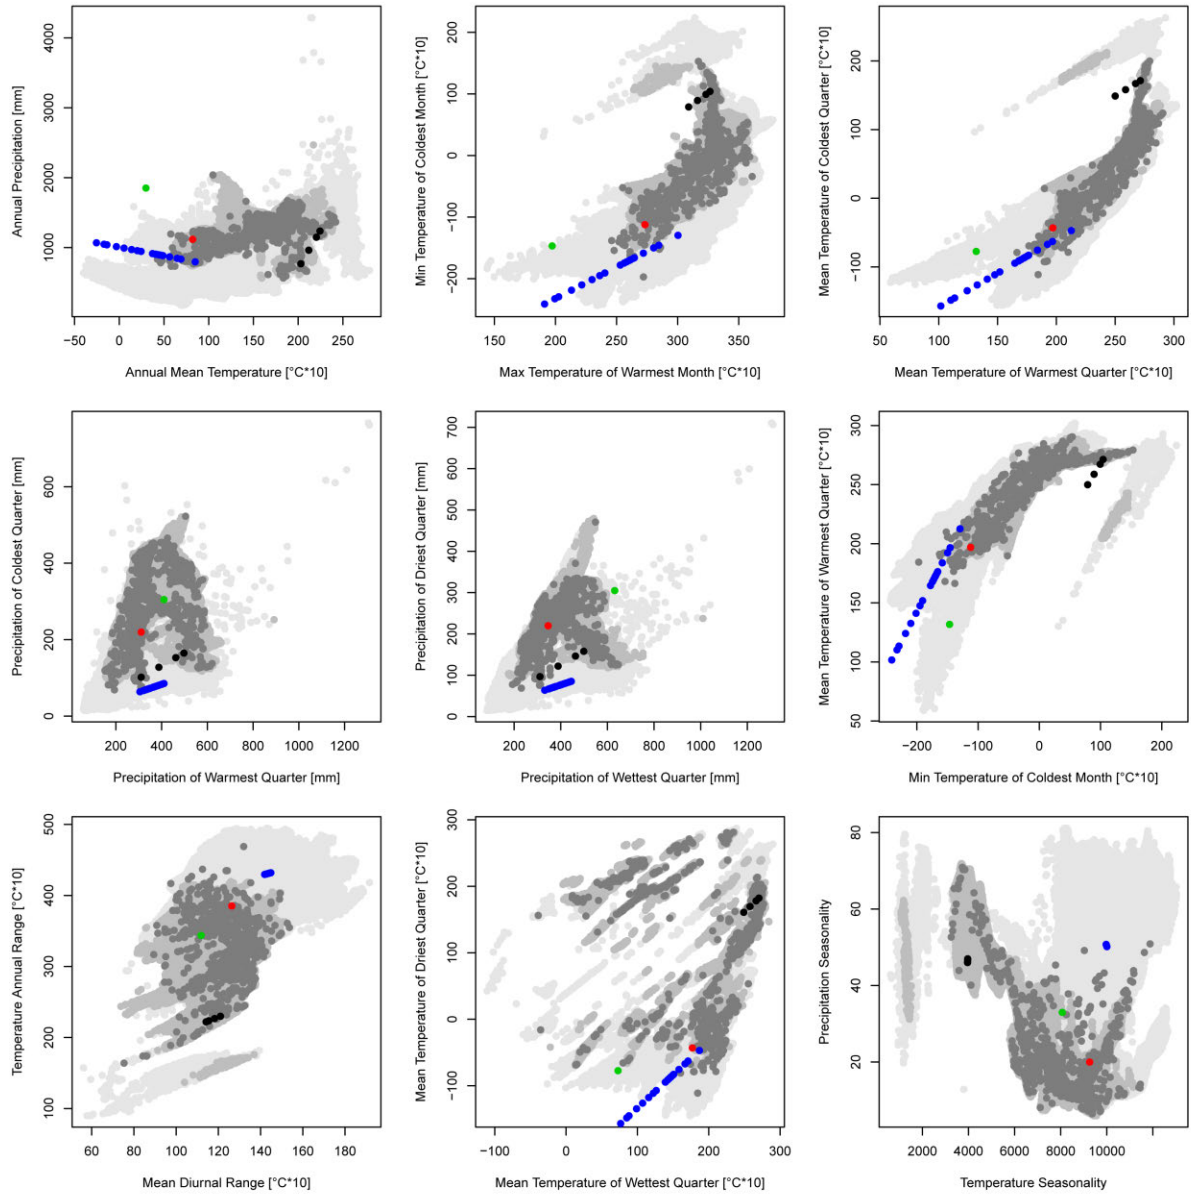 4000
3000
2000
1000
Annual Precipitation [mm]
−50 0 50 100 150 200 250
Annual Mean Temperature [°C*10]
200
100
0
−100
−200
Min Temperature of Coldest Month [°C*10]
150 200 250 300 350
Max Temperature of Warmest Month [°C*10]
200
100
0
−100
Mean Temperature of Coldest Quarter [°C*10]
50 100 150 200 250 300
Mean Temperature of Warmest Quarter [°C*10]
600
400
200
0
Precipitation of Coldest Quarter [mm]
200 400 600 800 1000 1200
Precipitation of Warmest Quarter [mm]
700
600
500
400
300
200
100
0
Precipitation of Driest Quarter [mm]
200 400 600 800 1000 1200
Precipitation of Wettest Quarter [mm]
300
250
200
150
100
50
Mean Temperature of Warmest Quarter [°C*10]
−200 −100 0 100 200
Min Temperature of Coldest Month [°C*10]
500
400
300
200
100
Temperature Annual Range [°C*10]
60 80 100 120 140 160 180
Mean Diurnal Range [°C*10]
300
200
100
0
−100
Mean Temperature of Driest Quarter [°C*10]
−100 0 100 200 300
Mean Temperature of Wettest Quarter [°C*10]
80
60
40
20
Precipitation Seasonality
2000 4000 6000 8000 10000
Temperature Seasonality